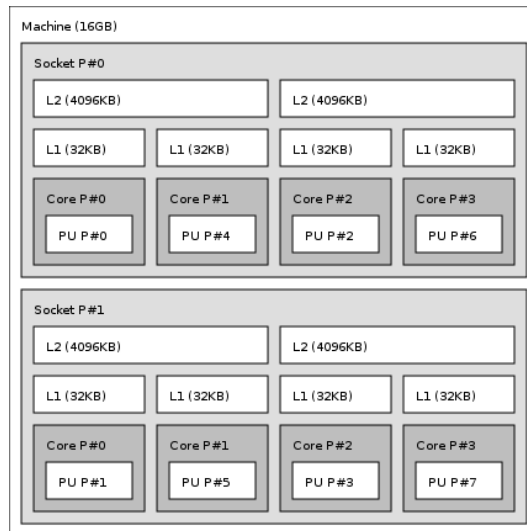 Machine (16GB)
Socket P#0
L2 (4096KB) L2 (4096KB)
L1 (32KB) L1 (32KB) L1 (32KB) L1 (32KB)
Core P#0 Core P#1 Core P#2 Core P#3
PU P#0 PU P#4 PU P#2 PU P#6
Socket P#1
L2 (4096KB) L2 (4096KB)
L1 (32KB) L1 (32KB) L1 (32KB) L1 (32KB)
Core P#0 Core P#1 Core P#2 Core P#3
PU P#1 PU P#5 PU P#3 PU P#7